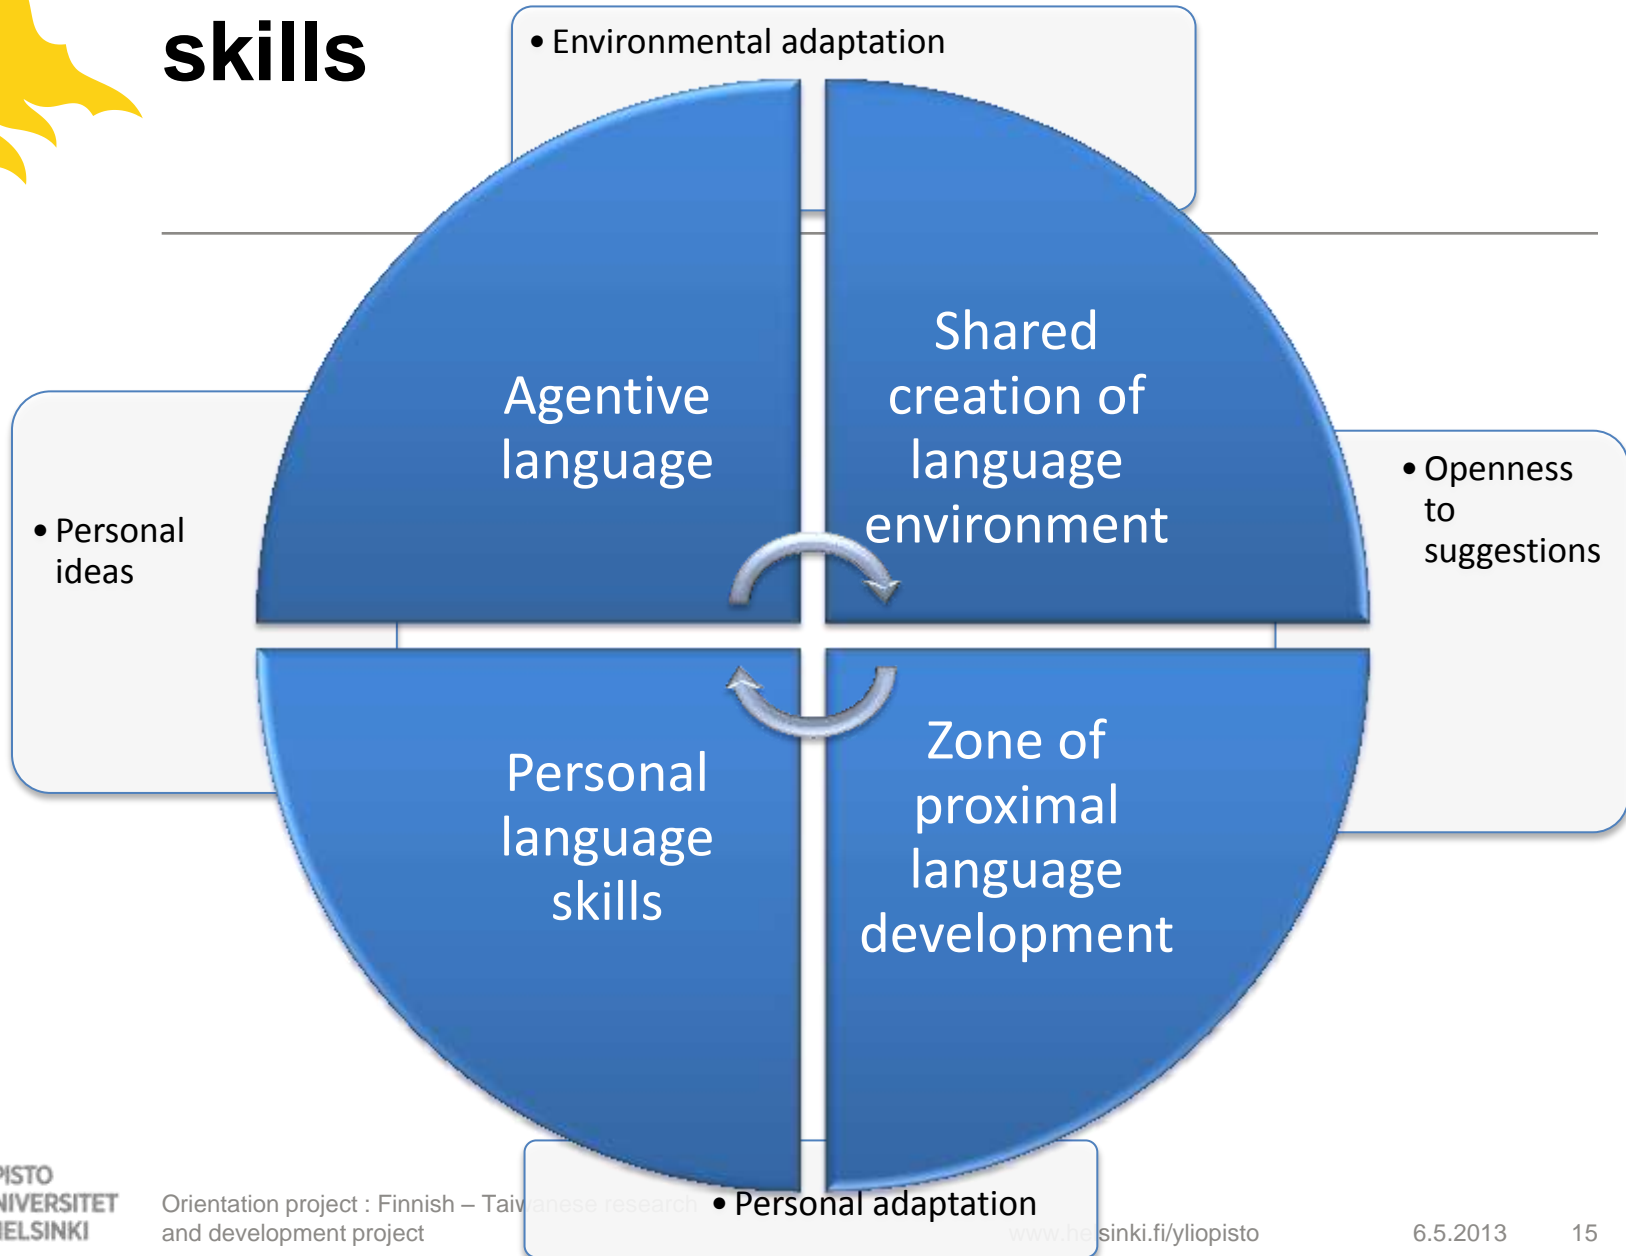 skills
• Environmental adaptation
Agentive
language
Shared
creation of
language
environment
• Personal
ideas
• Openness
to
suggestions
Personal
language
skills
Zone of
proximal
language
development
• Personal adaptation
PISTO
NIVERSITET
HELSINKI
Orientation project : Finnish – Taiwanese research
and development project
www.helsinki.fi/yliopisto
6.5.2013
15